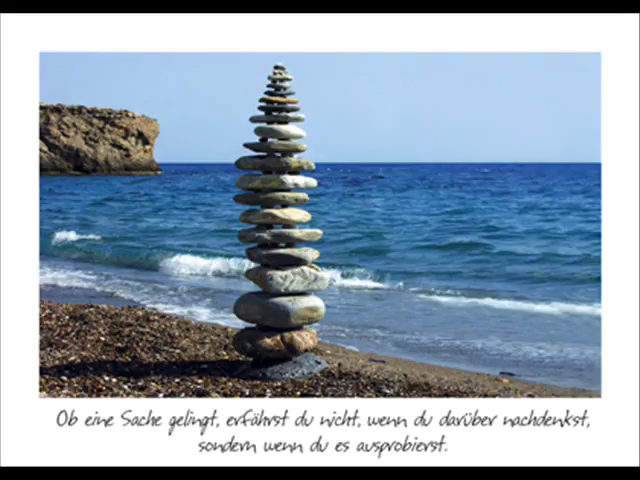 Ob eine Sache gelingt, erfährst du nicht, wenn du darüber nachdenkst,
sondern wenn du es ausprobierst.